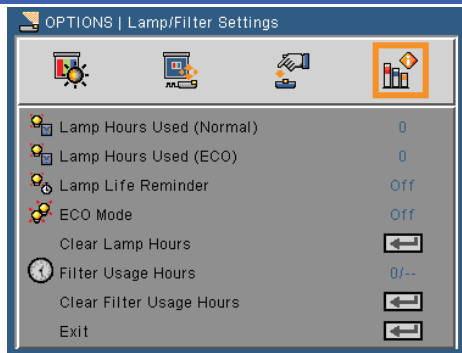 OPTIONS | Lamp/Filter Settings
Lamp Hours Used (Normal) 0
Lamp Hours Used (ECO) 0
Lamp Life Reminder Off
ECO Mode Off
Clear Lamp Hours
Filter Usage Hours 0/--
Clear Filter Usage Hours
Exit